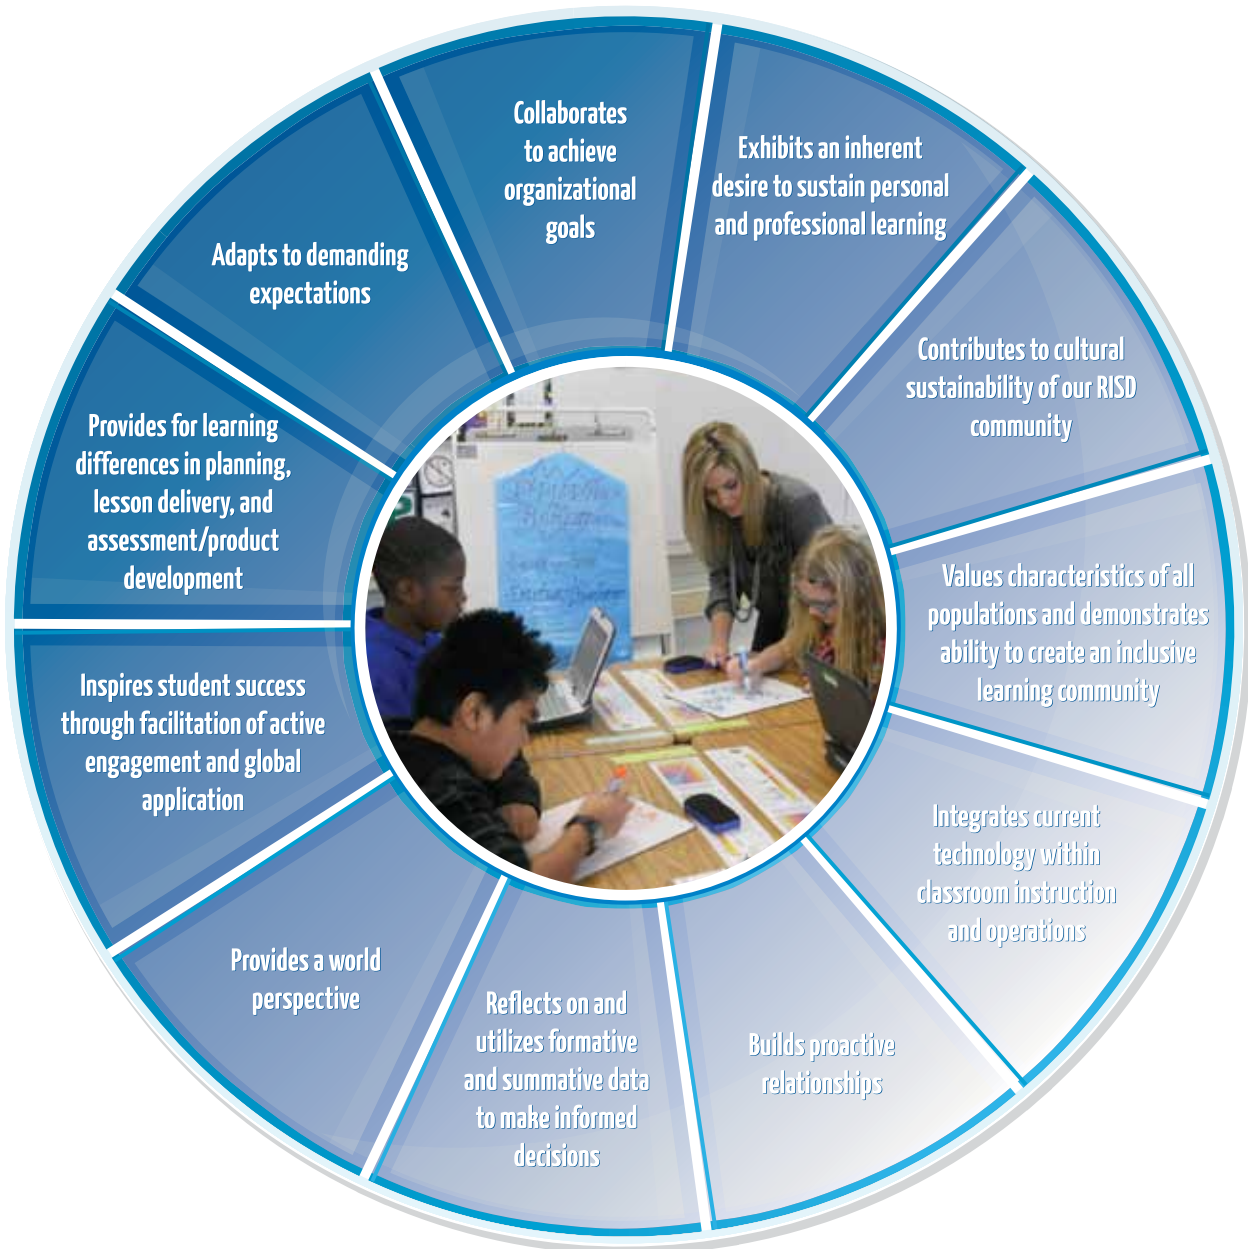 Collaborates
to achieve
organizational
goals
Exhibits an inherent
desire to sustain personal
and professional learning
Contributes to cultural
sustainability of our RISD
community
Values characteristics of all
populations and demonstrates
ability to create an inclusive
learning community
Integrates current
technology within
classroom instruction
and operations
Builds proactive
relationships
Reflects on and
utilizes formative
and summative data
to make informed
decisions
Provides a world
perspective
Inspires student success
through facilitation of active
engagement and global
application
Provides for learning
differences in planning,
lesson delivery, and
assessment/product
development
Adapts to demanding
expectations